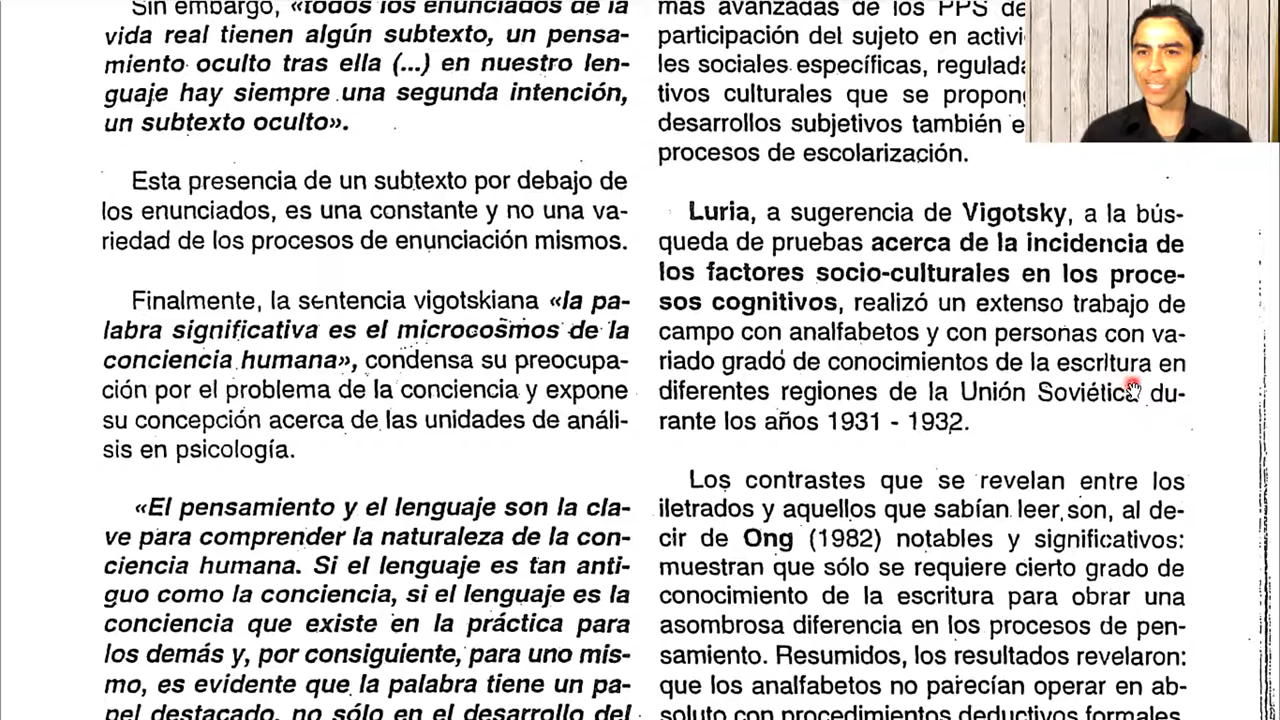 Sin embargo, «todos los enunciados de la
vida real tienen algún subtexto, un pensa-
miento oculto tras ella (...) en nuestro len-
guaje hay siempre una segunda intención,
un subtexto oculto».
Esta presencia de un subtexto por debajo de
los enunciados, es una constante y no una va-
riedad de los procesos de enunciación mismos.
Finalmente, la sentencia vigotskiana «la pa-
labra significativa es el microcosmos de la
conciencia humana», condensa su preocupa-
ción por el problema de la conciencia y expone
su concepción acerca de las unidades de análi-
sis en psicología.
«El pensamiento y el lenguaje son la cla-
ve para comprender la naturaleza de la con-
ciencia humana. Si el lenguaje es tan anti-
guo como la conciencia, si el lenguaje es la
conciencia que existe en la práctica para
los demás y, por consiguiente, para uno mis-
mo, es evidente que la palabra tiene un pa-
pel destacado, no sólo en el desarrollo del
más avanzadas de los PPS de
participación del sujeto en activi
les sociales específicas, regulada
tivos culturales que se propon
desarrollos subjetivos también e
procesos de escolarización.
Luria, a sugerencia de Vigotsky, a la bús-
queda de pruebas acerca de la incidencia de
los factores socio-culturales en los proce-
sos cognitivos, realizó un extenso trabajo de
campo con analfabetos y con personas con va-
riado grado de conocimientos de la escritura en
diferentes regiones de la Unión Soviética du-
rante los años 1931 - 1932.
Los contrastes que se revelan entre los
iletrados y aquellos que sabían leer son, al de-
cir de Ong (1982) notables y significativos:
muestran que sólo se requiere cierto grado de
conocimiento de la escritura para obrar una
asombrosa diferencia en los procesos de pen-
samiento. Resumidos, los resultados revelaron:
que los analfabetos no parecían operar en ab-
soluto con procedimientos deductivos formales